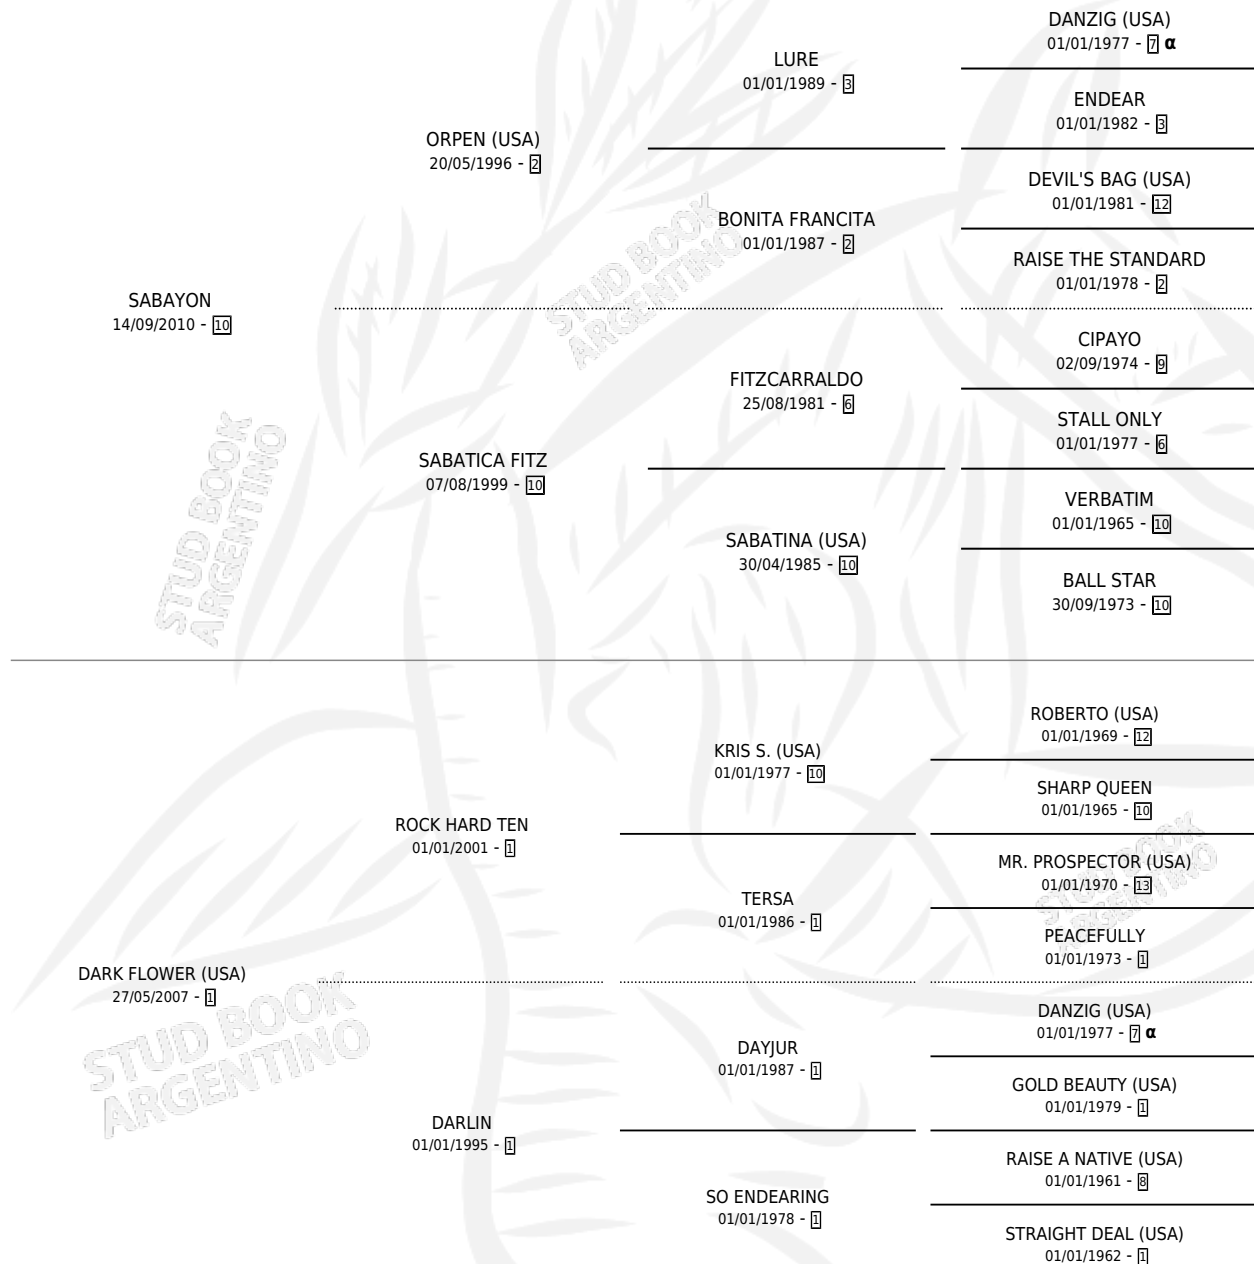 DANZIG (USA)
01/01/1977 - 7 α
LURE
01/01/1989 - 3
ENDEAR
01/01/1982 - 3
ORPEN (USA)
20/05/1996 - 2
DEVIL'S BAG (USA)
01/01/1981 - 12
BONITA FRANCITA
01/01/1987 - 2
RAISE THE STANDARD
01/01/1978 - 2
SABAYON
14/09/2010 - 10
CIPAYO
02/09/1974 - 9
FITZCARRALDO
25/08/1981 - 6
STALL ONLY
01/01/1977 - 6
SABATICA FITZ
07/08/1999 - 10
VERBATIM
01/01/1965 - 10
SABATINA (USA)
30/04/1985 - 10
BALL STAR
30/09/1973 - 10
STUD BOOK
ARGENTINO
STUD BOOK
ARGENTINO
ROBERTO (USA)
01/01/1969 - 12
KRIS S. (USA)
01/01/1977 - 10
SHARP QUEEN
01/01/1965 - 10
ROCK HARD TEN
01/01/2001 - 1
MR. PROSPECTOR (USA)
01/01/1970 - 13
TERSA
01/01/1986 - 1
PEACEFULLY
01/01/1973 - 1
STUD BOOK
ARGENTINO
DARK FLOWER (USA)
27/05/2007 - 1
STUD BOOK
ARGENTINO
DANZIG (USA)
01/01/1977 - 7 α
DAYJUR
01/01/1987 - 1
GOLD BEAUTY (USA)
01/01/1979 - 1
DARLIN
01/01/1995 - 1
RAISE A NATIVE (USA)
01/01/1961 - 8
SO ENDEARING
01/01/1978 - 1
STRAIGHT DEAL (USA)
01/01/1962 - 1